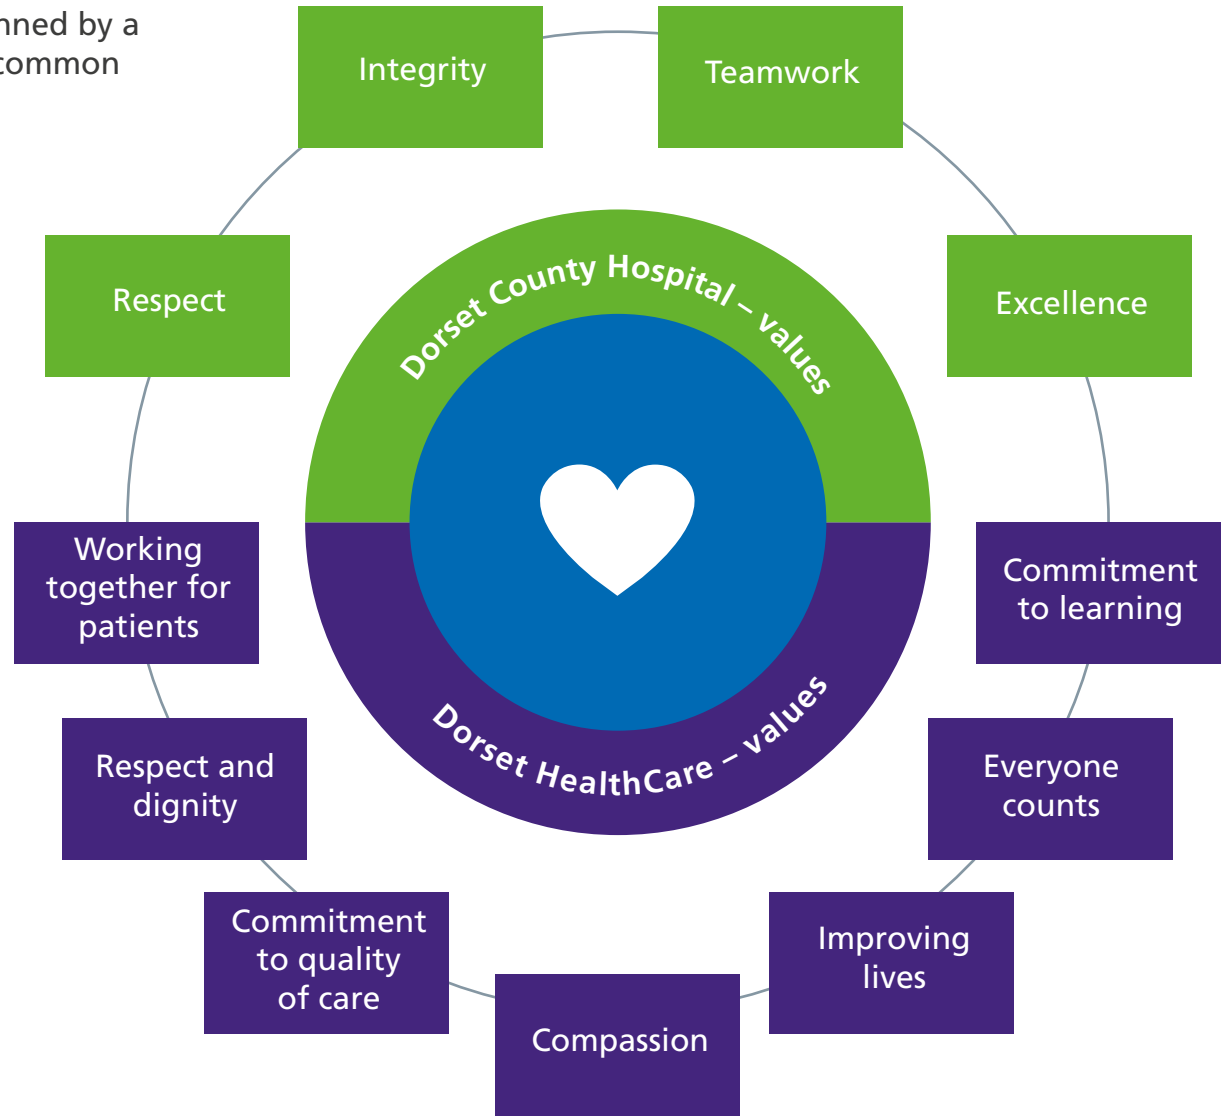 nned by a
common
Integrity
Teamwork
Respect
Excellence
Dorset County Hospital – values
Dorset HealthCare – values
Working
together for
patients
Commitment
to learning
Respect and
dignity
Everyone
counts
Commitment
to quality
of care
Improving
lives
Compassion